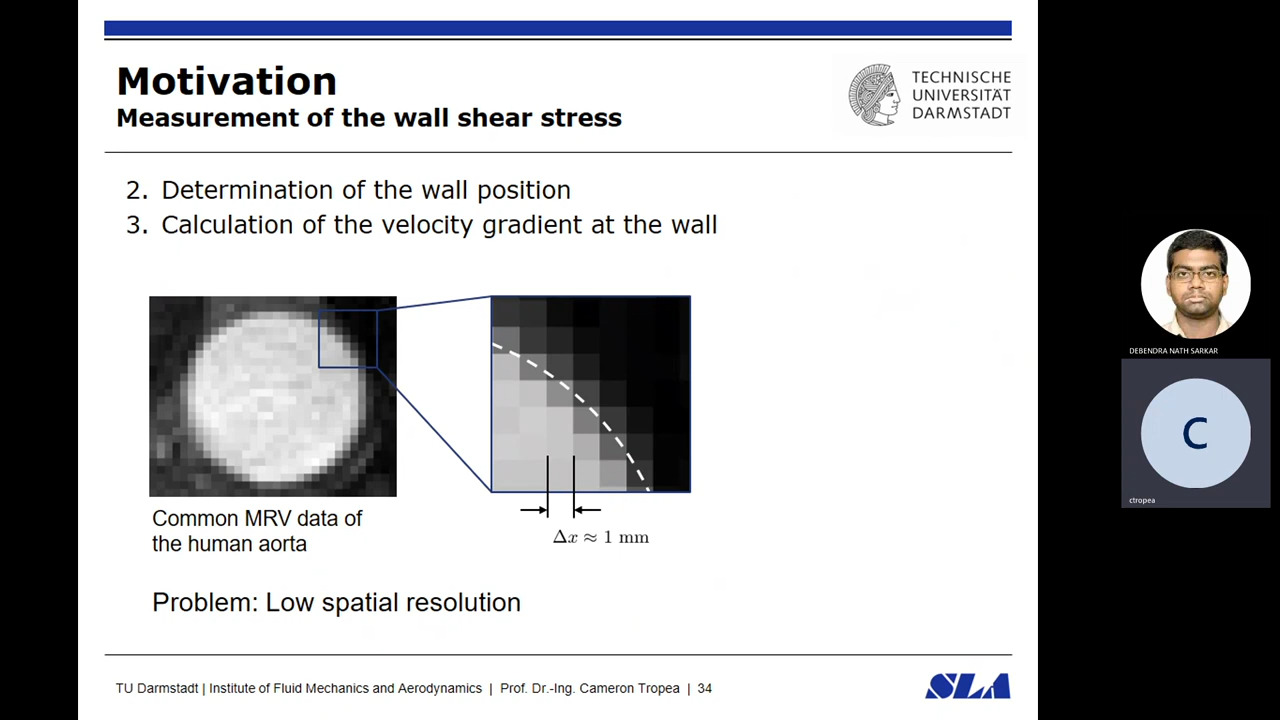 Motivation
Measurement of the wall shear stress
TECHNISCHE
UNIVERSITÄT
DARMSTADT
2. Determination of the wall position
3. Calculation of the velocity gradient at the wall
Common MRV data of
the human aorta
Δx ≈ 1 mm
Problem: Low spatial resolution
TU Darmstadt | Institute of Fluid Mechanics and Aerodynamics | Prof. Dr.-Ing. Cameron Tropea | 34
SLA
DEBENDRA NATH SARKAR
C
ctropea